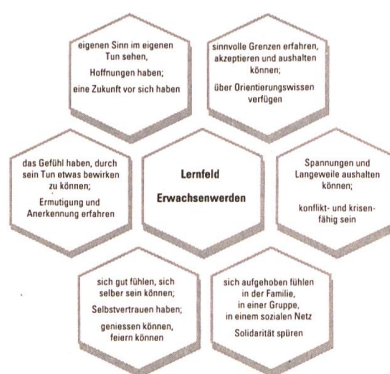 eigenen Sinn im eigenen
Tun sehen,
Hoffnungen haben;
eine Zukunft vor sich haben
sinnvolle Grenzen erfahren,
akzeptieren und aushalten
können;
über Orientierungswissen
verfügen
das Gefühl haben, durch
sein Tun etwas bewirken
zu können;
Ermutigung und
Anerkennung erfahren
Lernfeld
Erwachsenwerden
Spannungen und
Langeweile aushalten
können;
konflikt- und krisen-
fähig sein
sich gut fühlen, sich
selber sein können;
Selbstvertrauen haben;
geniessen können,
feiern können
sich aufgehoben fühlen
in der Familie,
in einer Gruppe,
in einem sozialen Netz
Solidarität spüren